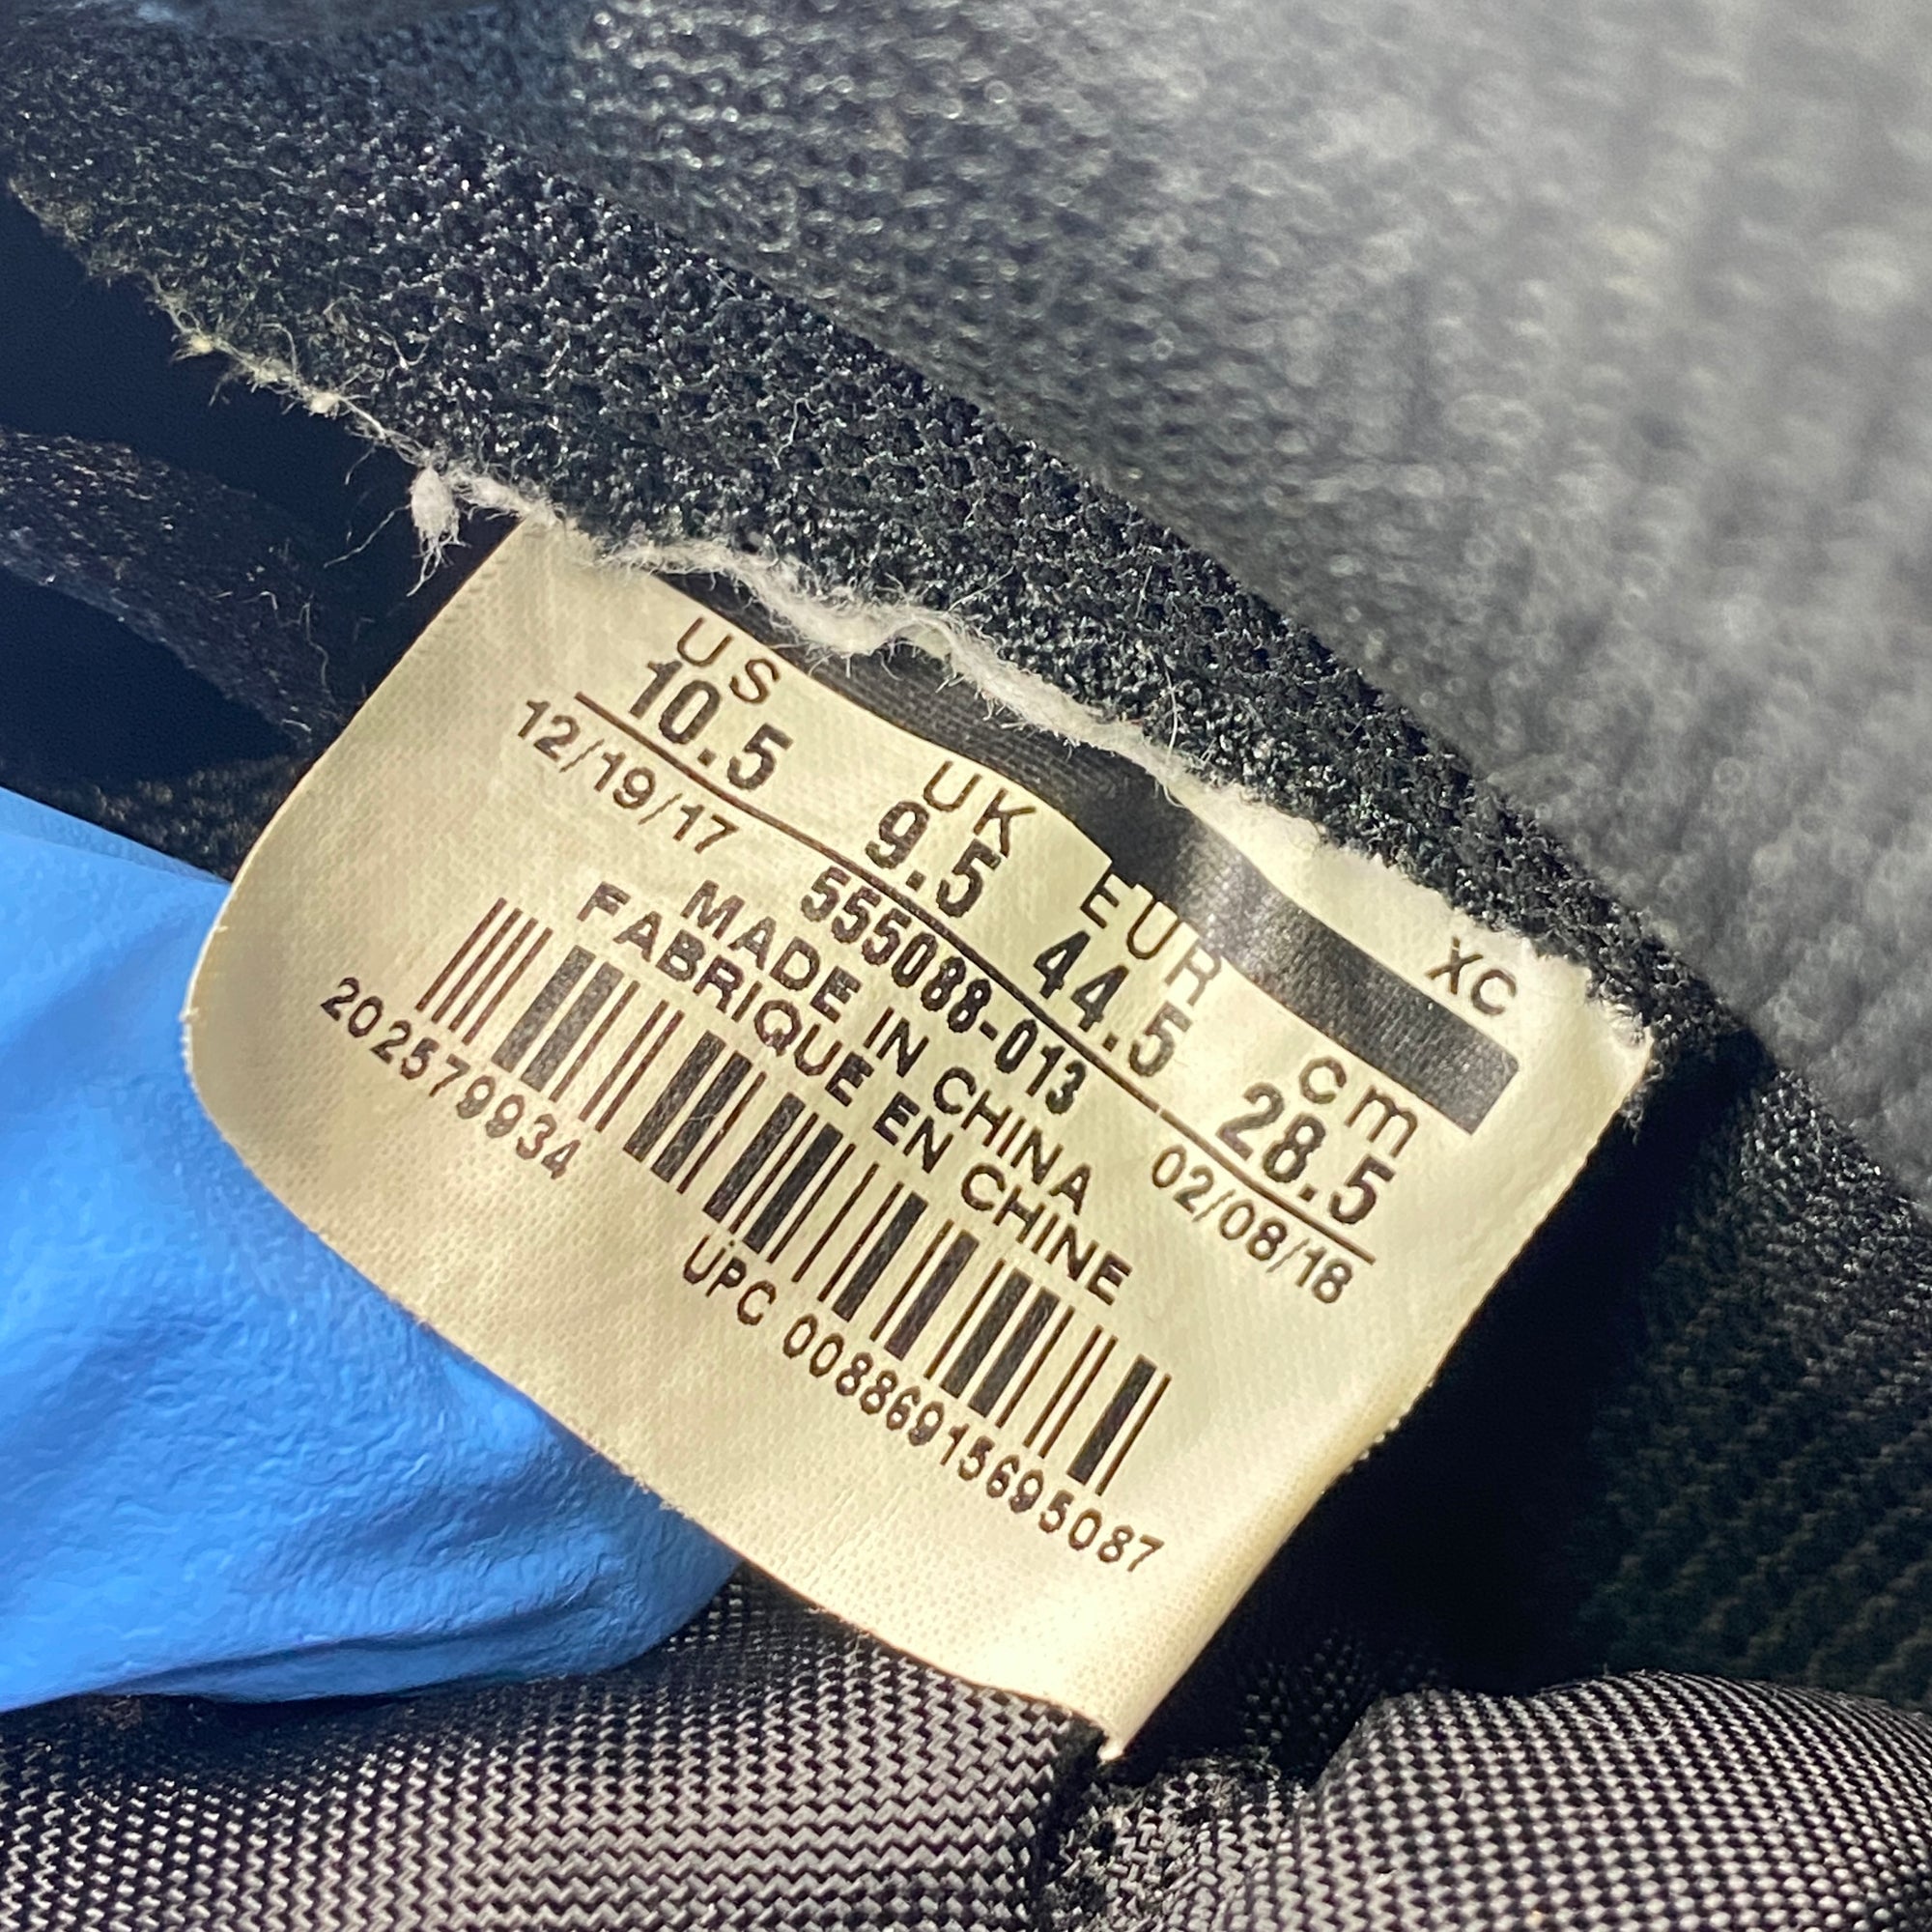 XC
US UK EUR cm
10.5 9.5 44.5 28.5
12/19/17 555088-013 02/08/18
MADE IN CHINA
FABRIQUE EN CHINE
2025799934
UPC 00886915695087